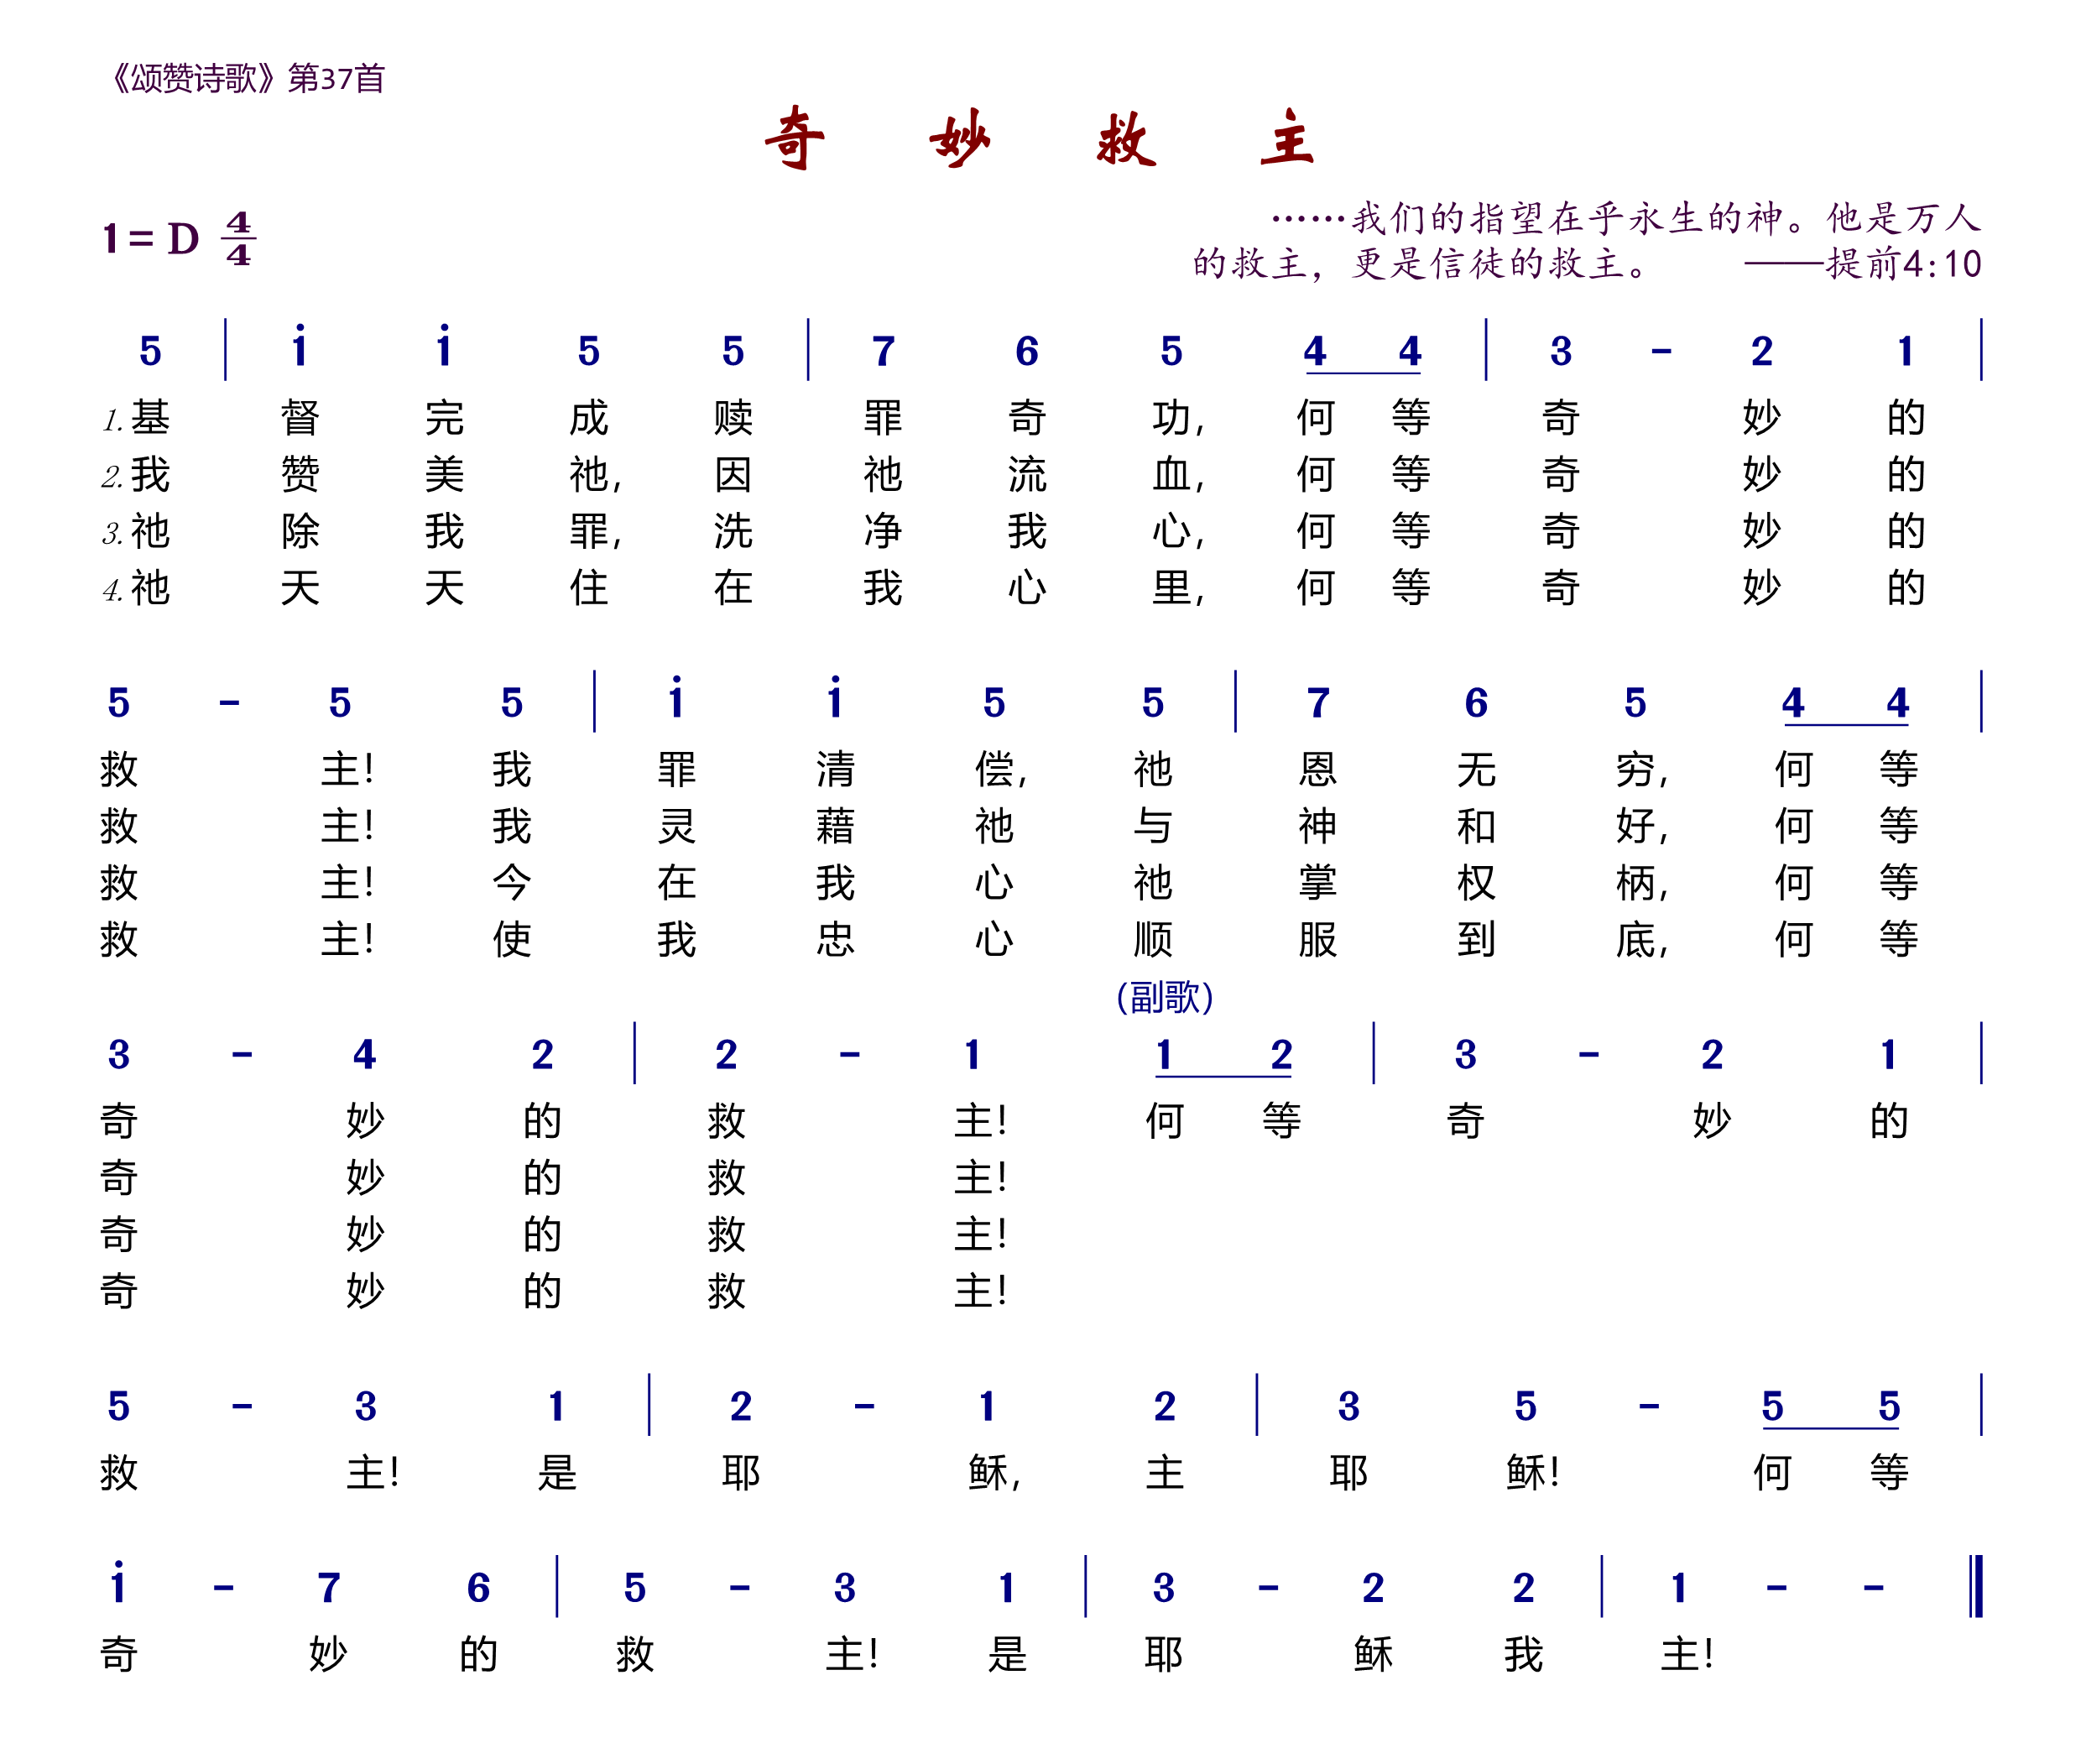 《颂赞诗歌》第37首
奇妙救主
1=D 4/4
……我们的指望在乎永生的神。他是万人
的救主，更是信徒的救主。 ——提前4:10
5 | i i 5 5 | 7 6 5 4 4 | 3 - 2 1 |
1.基督完成赎罪奇功,何等奇妙的
2.我赞美祂,因祂流血,何等奇妙的
3.祂除我罪,洗净我心,何等奇妙的
4.祂天天住在我心里,何等奇妙的
5 - 5 5 | i i 5 5 | 7 6 5 4 4 |
救主!我罪清偿,祂恩无穷,何等
救主!我灵藉祂与神和好,何等
救主!今在我心祂掌权柄,何等
救主!使我忠心顺服到底,何等
(副歌)
3 - 4 2 | 2 - 1 1 2 | 3 - 2 1 |
奇妙的救主!何等奇妙的
奇妙的救主!
奇妙的救主!
奇妙的救主!
5 - 3 1 | 2 - 1 2 | 3 5 - 5 5 |
救主!是耶稣,主耶稣!何等
i - 7 6 | 5 - 3 1 | 3 - 2 2 | 1 - - ‖
奇妙的救主!是耶稣我主!